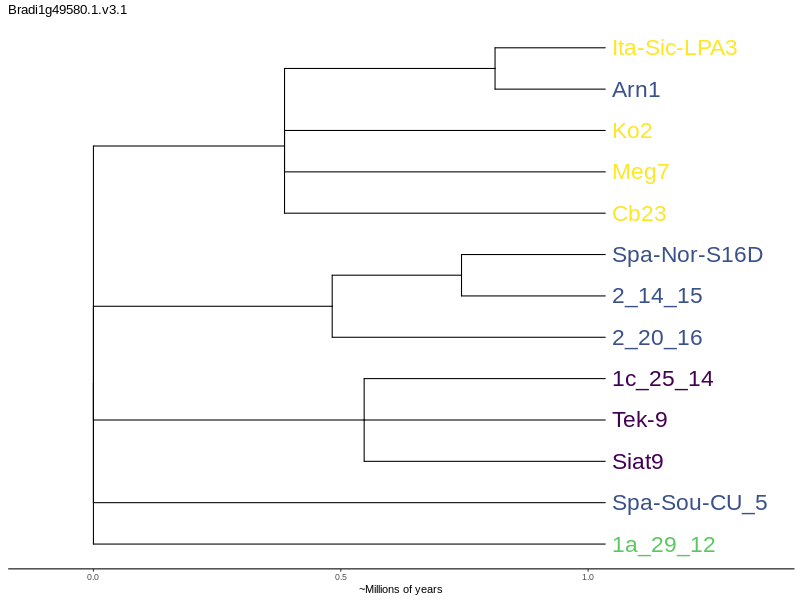 Bradi1g49580.1.v3.1
Ita-Sic-LPA3
Arn1
Ko2
Meg7
Cb23
Spa-Nor-S16D
2_14_15
2_20_16
1c_25_14
Tek-9
Siat9
Spa-Sou-CU_5
1a_29_12
0.0 0.5 1.0
~Millions of years